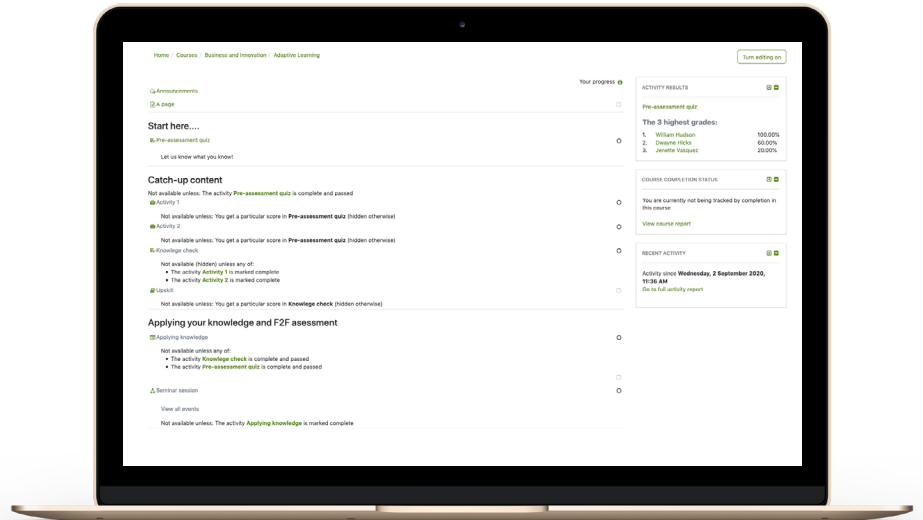 Home / Courses / Business and Innovation / Adaptive Learning
Turn editing on
Your progress
Announcements
A page
Start here....
Pre-assessment quiz
Let us know what you know!
Catch-up content
Not available unless: The activity Pre-assessment quiz is complete and passed
Activity 1
Not available unless: You get a particular score in Pre-assessment quiz (hidden otherwise)
Activity 2
Not available unless: You get a particular score in Pre-assessment quiz (hidden otherwise)
Knowlege check
Not available (hidden) unless any of:
• The activity Activity 1 is marked complete
• The activity Activity 2 is marked complete
Upskill
Not available unless: You get a particular score in Knowlege check (hidden otherwise)
Applying your knowledge and F2F asessment
Applying knowledge
Not available unless any of:
• The activity Knowlege check is complete and passed
• The activity Pre-assessment quiz is complete and passed
Seminar session
View all events
Not available unless: The activity Applying knowledge is marked complete
ACTIVITY RESULTS
Pre-assessment quiz
The 3 highest grades:
1. William Hudson 100.00%
2. Dwayne Hicks 60.00%
3. Jenette Vasquez 20.00%
COURSE COMPLETION STATUS
You are currently not being tracked by completion in
this course
View course report
RECENT ACTIVITY
Activity since Wednesday, 2 September 2020,
11:36 AM
Go to full activity report